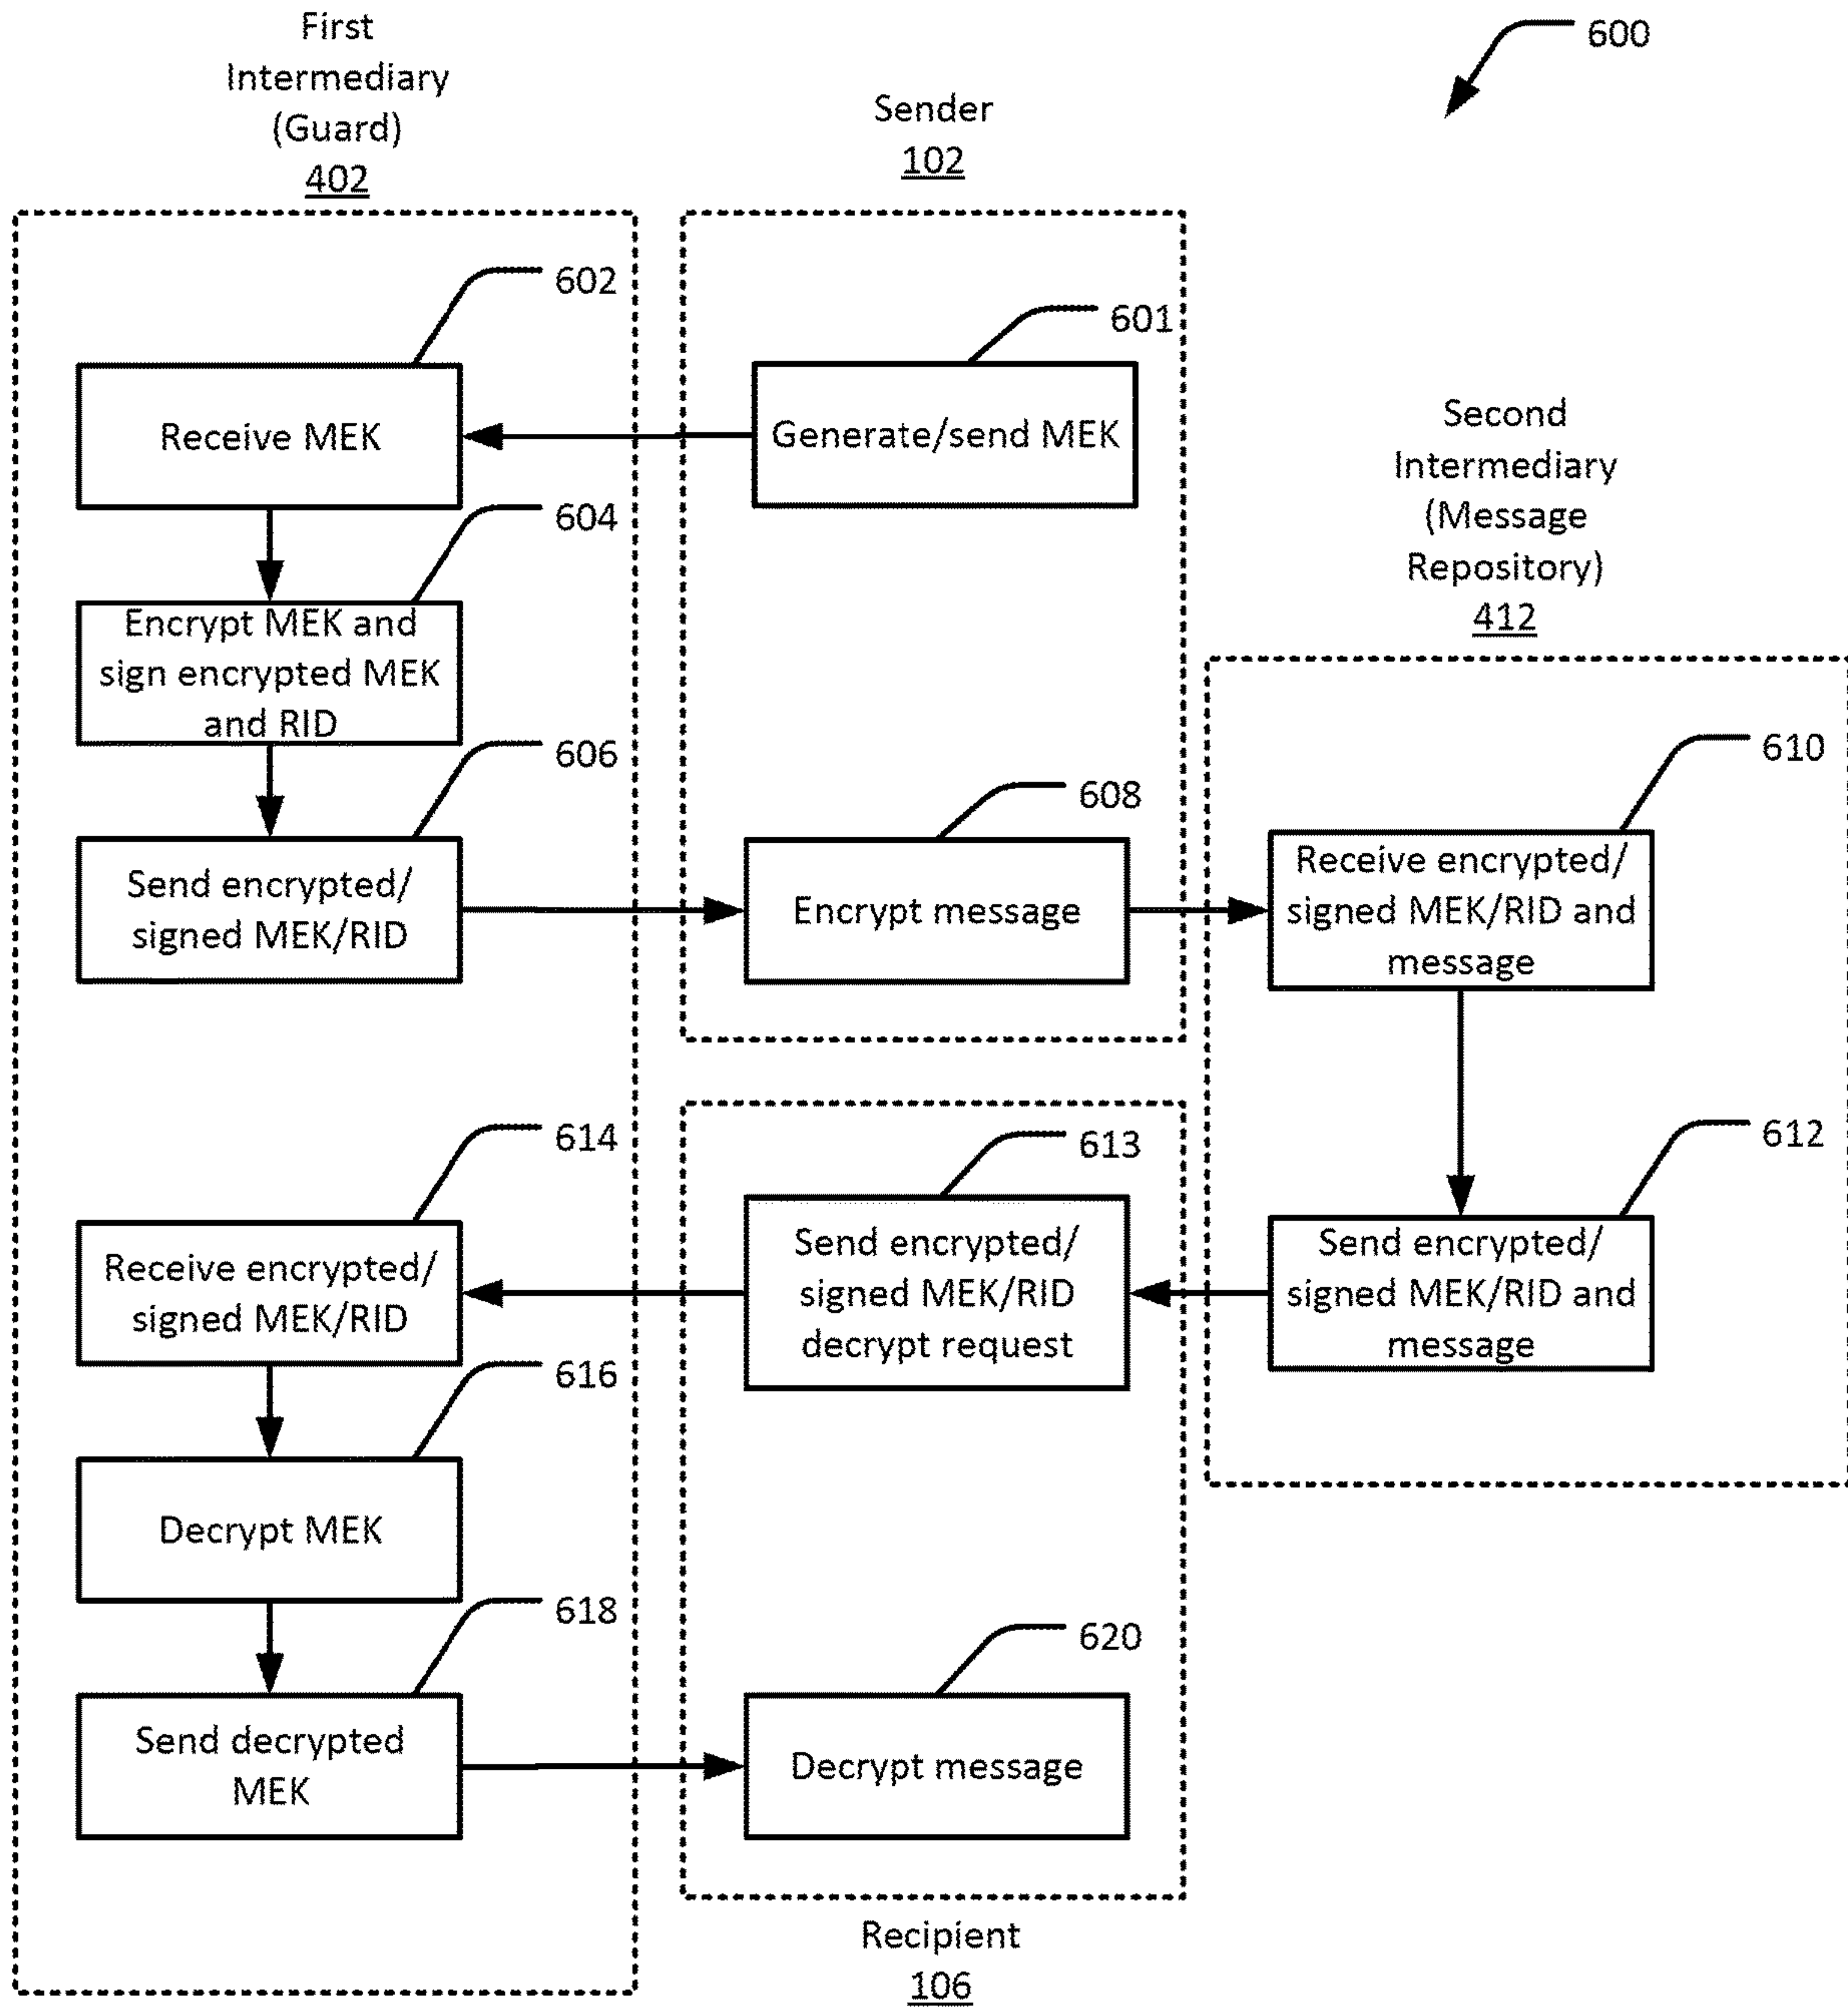 600
First
Intermediary
(Guard)
402
Sender
102
602
Receive MEK
601
Generate/send MEK
604
Encrypt MEK and
sign encrypted MEK
and RID
606
Send encrypted/
signed MEK/RID
608
Encrypt message
Second
Intermediary
(Message
Repository)
412
610
Receive encrypted/
signed MEK/RID and
message
612
Send encrypted/
signed MEK/RID and
message
613
Send encrypted/
signed MEK/RID
decrypt request
614
Receive encrypted/
signed MEK/RID
616
Decrypt MEK
618
Send decrypted
MEK
620
Decrypt message
Recipient
106